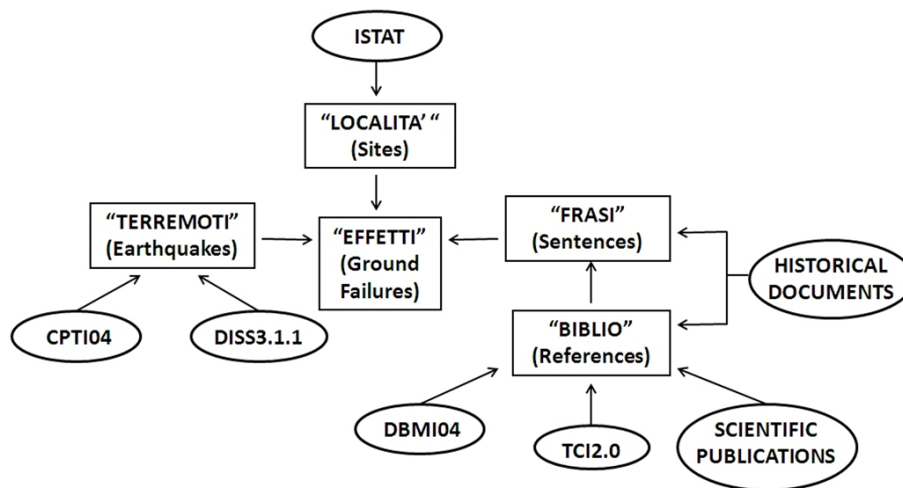 ISTAT
“LOCALITA’ “
(Sites)
“TERREMOTI”
(Earthquakes)
“EFFETTI”
(Ground
Failures)
“FRASI”
(Sentences)
HISTORICAL
DOCUMENTS
CPTI04
DISS3.1.1
“BIBLIO”
(References)
DBMI04
TCI2.0
SCIENTIFIC
PUBLICATIONS